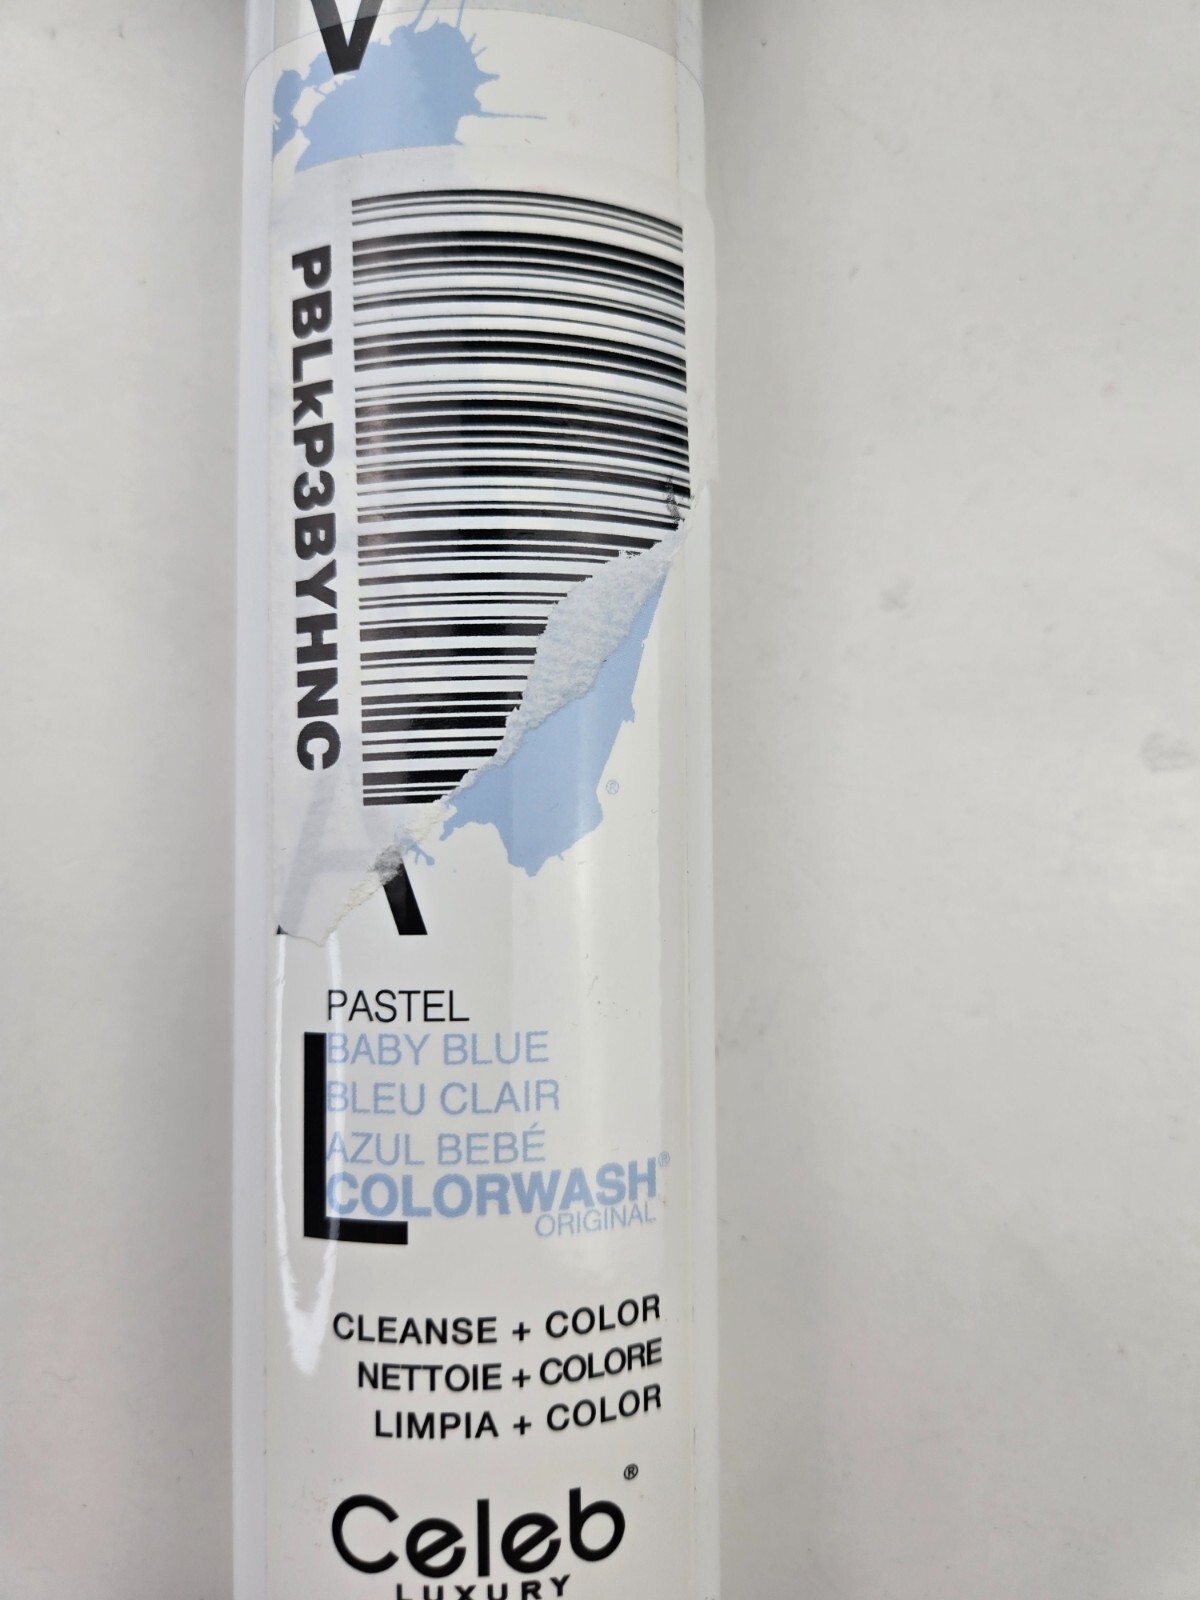 V
PBLKP3BYHNC
A
®
L
PASTEL
BABY BLUE
BLEU CLAIR
AZUL BEBÉ
COLORWASH®
ORIGINAL
CLEANSE + COLOR
NETTOIE + COLORE
LIMPIA + COLOR
Celeb®
LUXURY